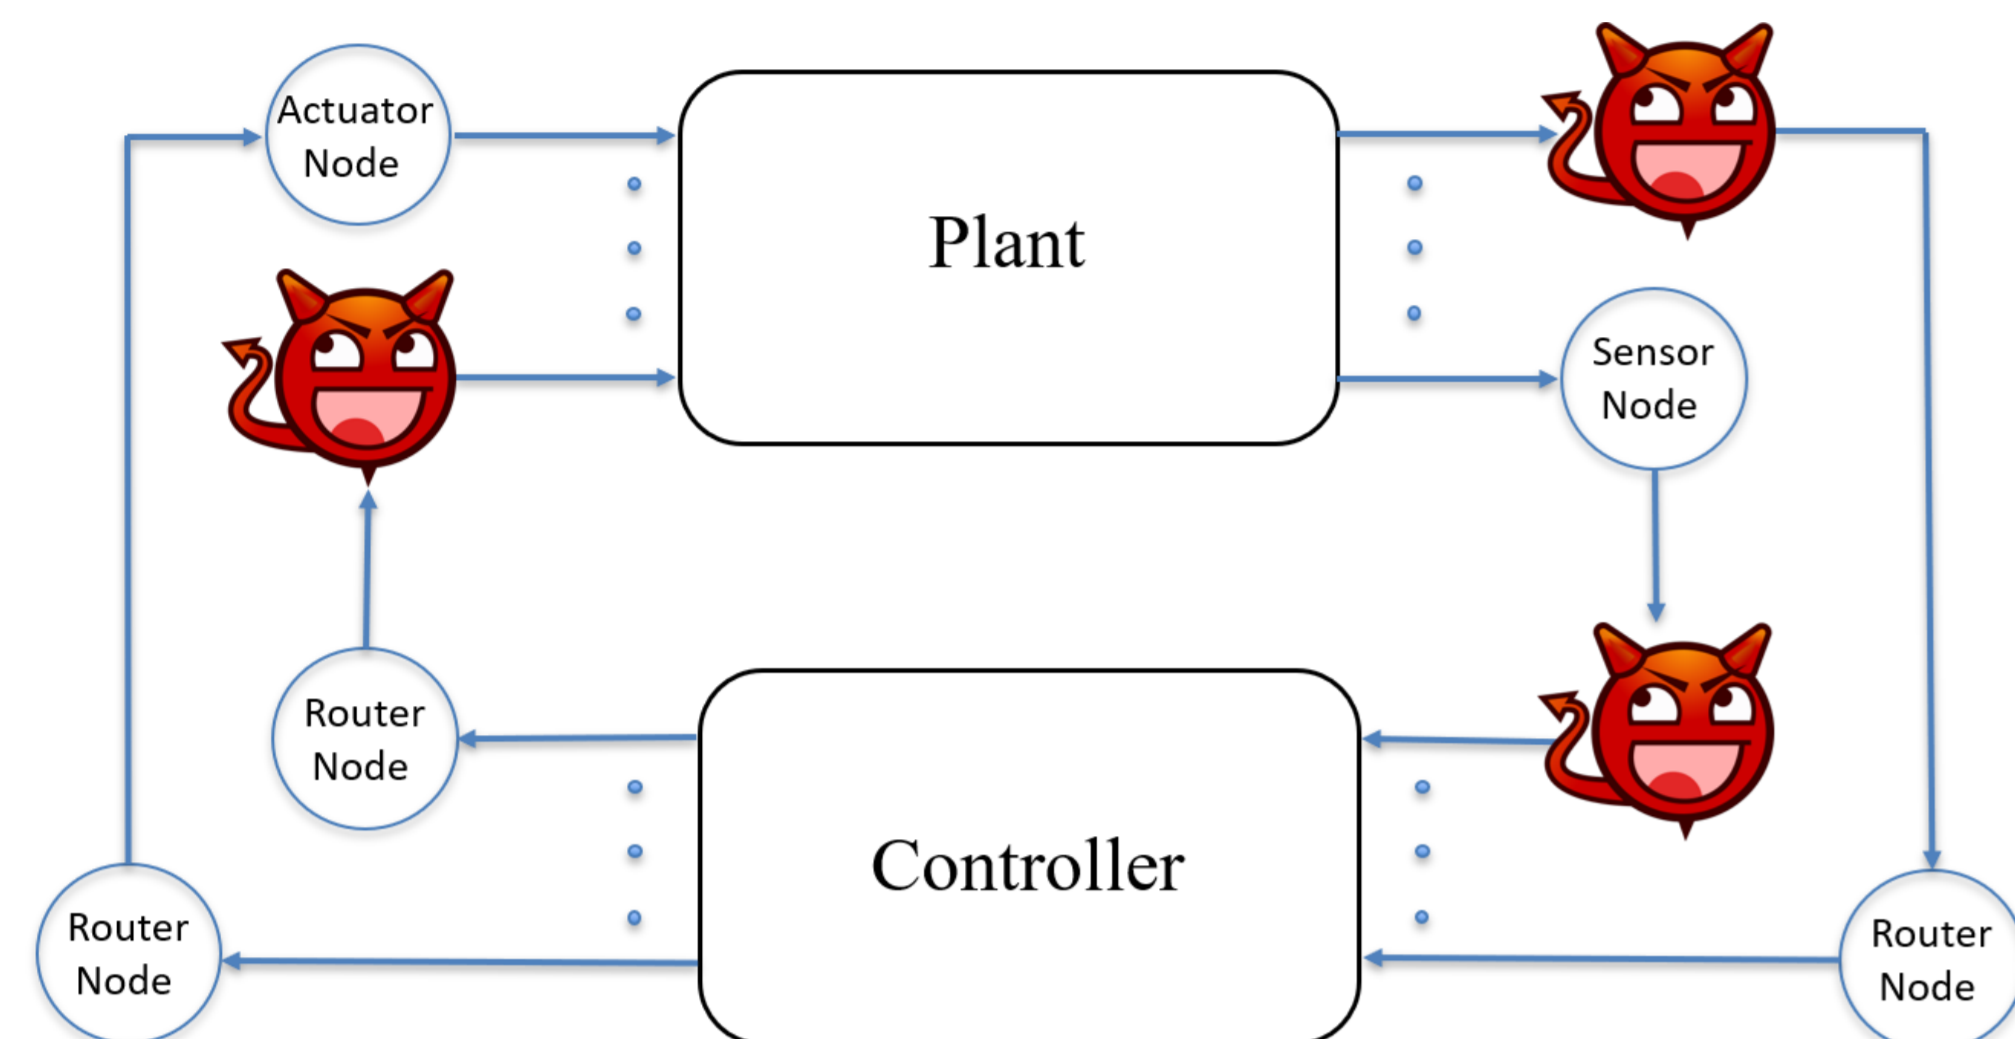 Actuator
Node
Plant
Sensor
Node
Router
Node
Controller
Router
Node
Router
Node